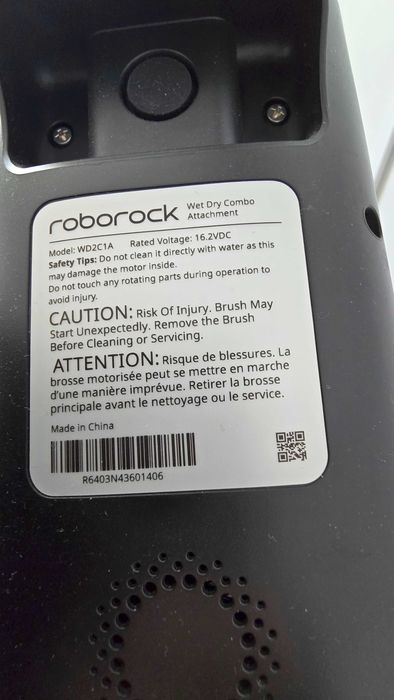 roborock Wet Dry Combo
Attachment
Model: WD2C1A Rated Voltage: 16.2VDC
Safety Tips: Do not clean it directly with water as this
may damage the motor inside.
Do not touch any rotating parts during operation to
avoid injury.
CAUTION: Risk Of Injury. Brush May
Start Unexpectedly. Remove the Brush
Before Cleaning or Servicing.
ATTENTION: Risque de blessures. La
brosse motorisée peut se mettre en marche
d'une manière imprévue. Retirer la brosse
principale avant le nettoyage ou le service.
Made in China
R6403N43601406